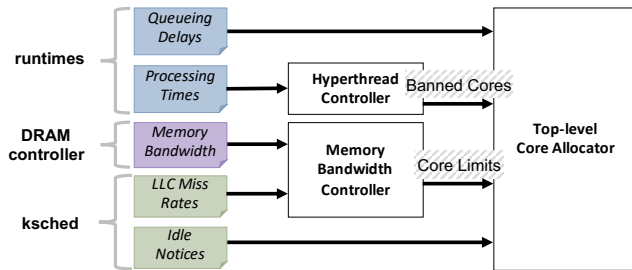 runtimes
Queueing
Delays
Processing
Times
Hyperthread
Controller
Banned Cores
DRAM
controller
Memory
Bandwidth
Memory
Bandwidth
Controller
Core Limits
Top-level
Core Allocator
ksched
LLC Miss
Rates
Idle
Notices